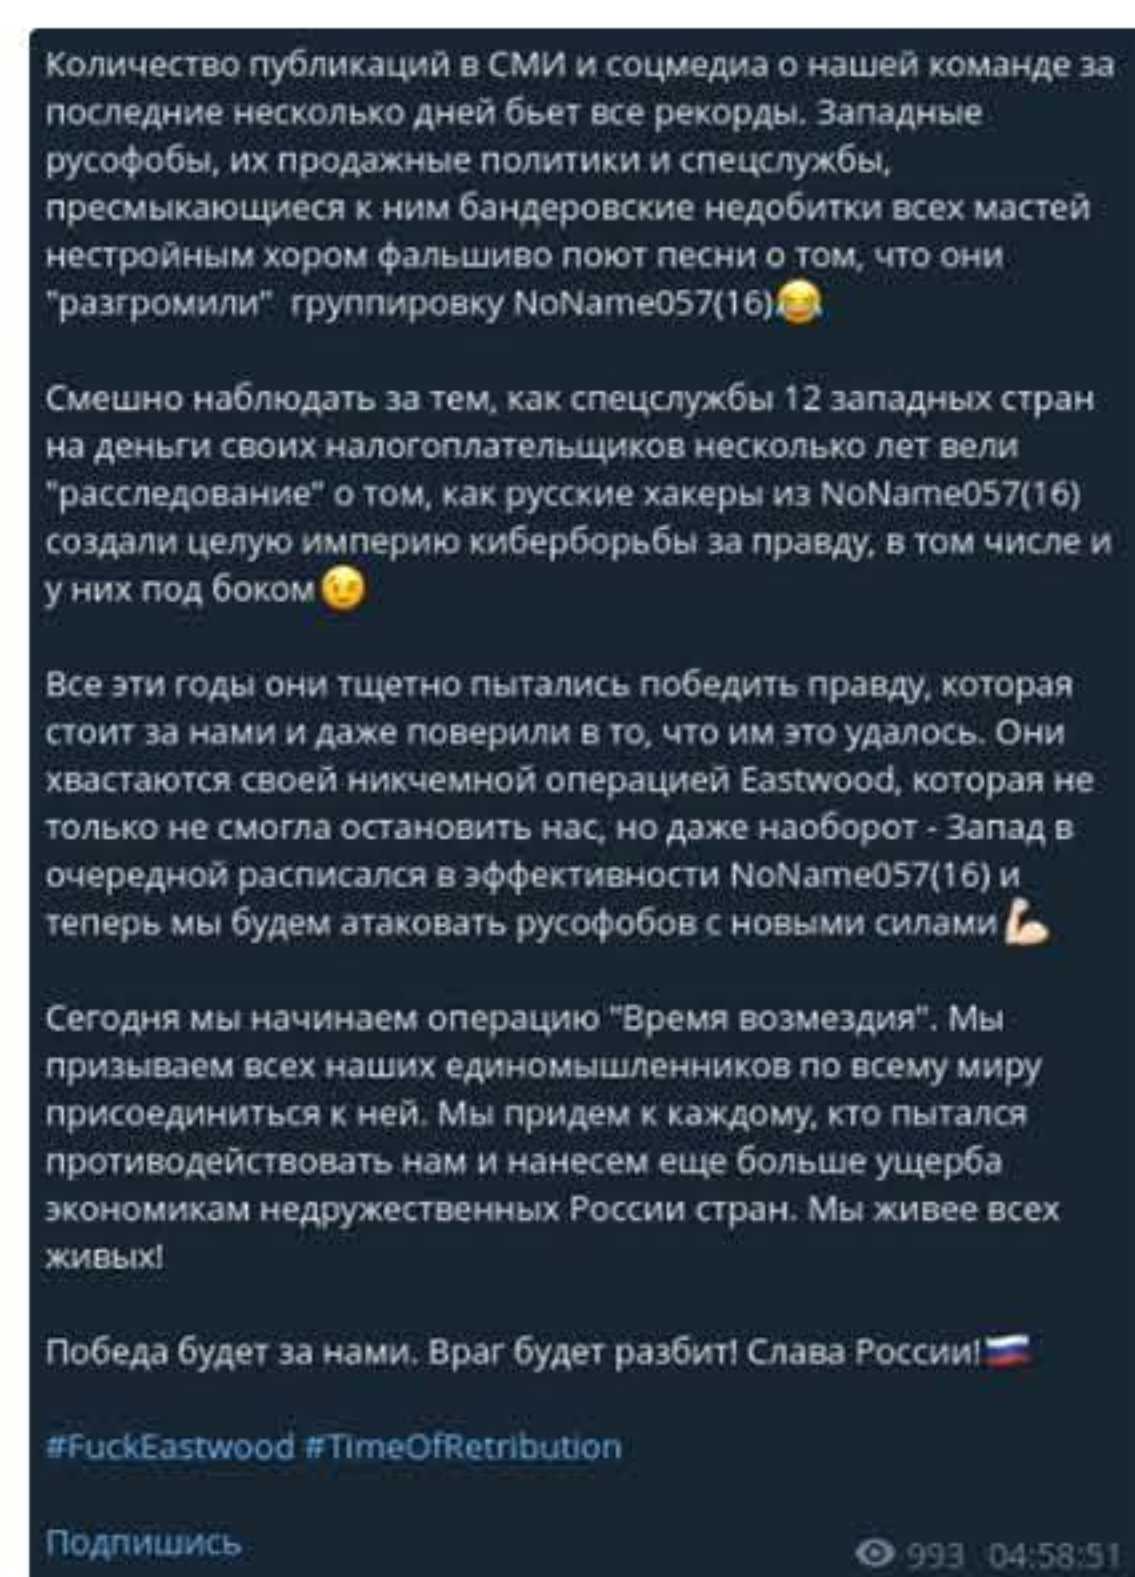 Количество публикаций в СМИ и соцмедиа о нашей команде за
последние несколько дней бьет все рекорды. Западные
русофобы, их продажные политики и спецслужбы,
пресмыкающиеся к ним бандеровские недобитки всех мастей
нестройным хором фальшиво поют песни о том, что они
"разгромили"  группировку NoName057(16)😂
Смешно наблюдать за тем, как спецслужбы 12 западных стран
на деньги своих налогоплательщиков несколько лет вели
"расследование" о том, как русские хакеры из NoName057(16)
создали целую империю киберборьбы за правду, в том числе и
у них под боком😉
Все эти годы они тщетно пытались победить правду, которая
стоит за нами и даже поверили в то, что им это удалось. Они
хвастаются своей никчемной операцией Eastwood, которая не
только не смогла остановить нас, но даже наоборот - Запад в
очередной расписался в эффективности NoName057(16) и
теперь мы будем атаковать русофобов с новыми силами💪🏻
Сегодня мы начинаем операцию "Время возмездия". Мы
призываем всех наших единомышленников по всему миру
присоединиться к ней. Мы придем к каждому, кто пытался
противодействовать нам и нанесем еще больше ущерба
экономикам недружественных России стран. Мы живее всех
живых!
Победа будет за нами. Враг будет разбит! Слава России!🇷🇺
#FuckEastwood #TimeOfRetribution
Подпишись
993 04:58:51